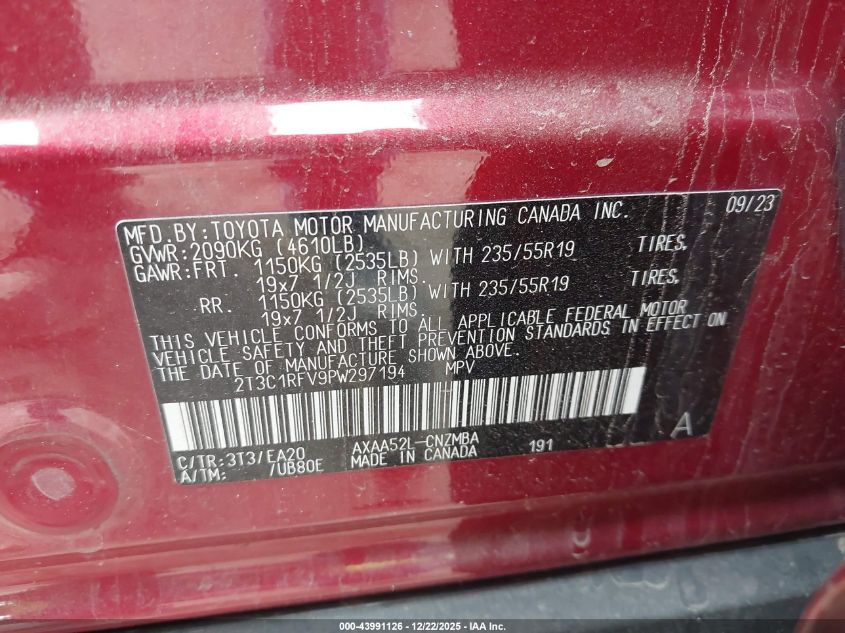 MFD.BY:TOYOTA MOTOR MANUFACTURING CANADA INC. 09/23
GVWR:2090KG (4610LB)
GAWR:FRT. 1150KG (2535LB) WITH 235/55R19 TIRES,
19x7 1/2J RIMS.
RR. 1150KG (2535LB) WITH 235/55R19 TIRES,
19x7 1/2J RIMS.
THIS VEHICLE CONFORMS TO ALL APPLICABLE FEDERAL MOTOR
VEHICLE SAFETY AND THEFT PREVENTION STANDARDS IN EFFECT ON
THE DATE OF MANUFACTURE SHOWN ABOVE.
2T3C1RFV9PW297194 MPV
C/TR:3T3/EA20 AXAA52L-CNZMBA 191 A
A/TM: /UB80E MADE IN CANADA
000-43991126 - 12/22/2025 - IAA Inc.